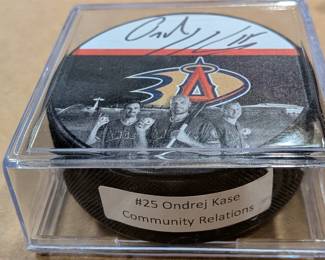 #25 Ondrej Kase
Community Relations